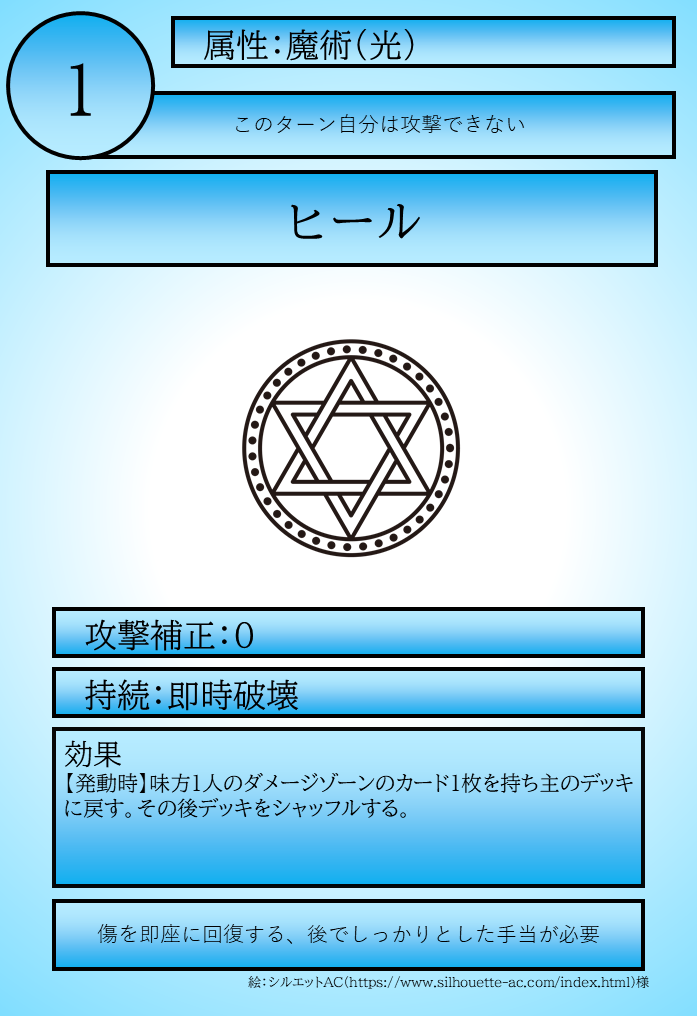 1
属性:魔術(光)
このターン自分は攻撃できない
ヒール
攻撃補正:0
持続:即時破壊
効果
【発動時】味方1人のダメージゾーンのカード1枚を持ち主のデッキ
に戻す。その後デッキをシャッフルする。
傷を即座に回復する、後でしっかりとした手当が必要
絵:シルエットAC(https://www.silhouette-ac.com/index.html)様